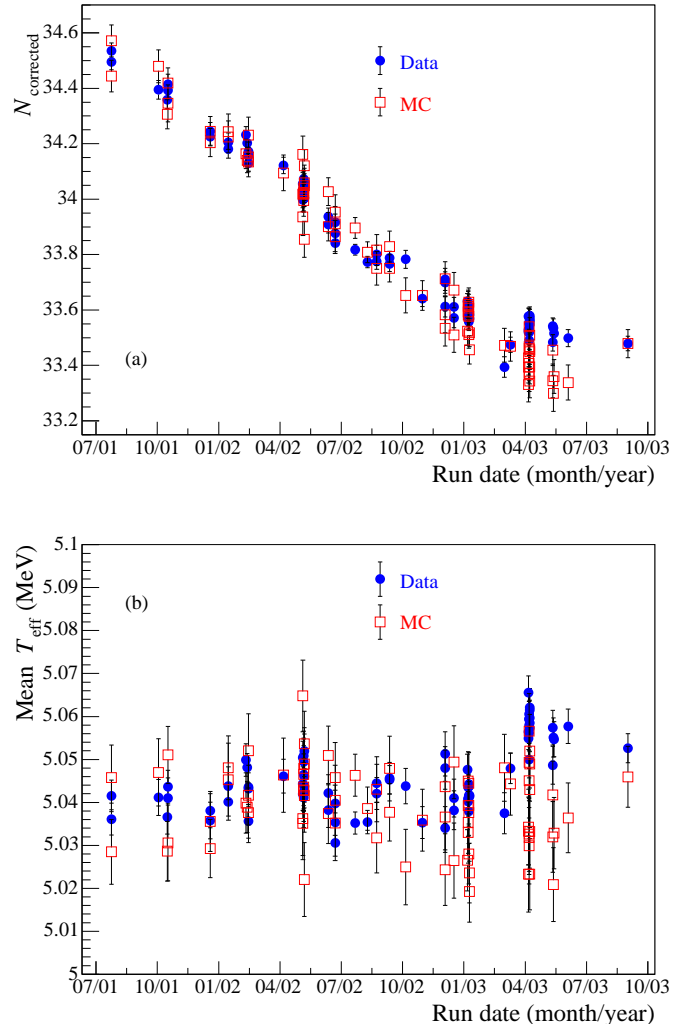 34.6
34.4
34.2
34
33.8
33.6
33.4
33.2
N corrected
Data
MC
(a)
07/01 10/01 01/02 04/02 07/02 10/02 01/03 04/03 07/03 10/03
Run date (month/year)
5.1
5.09
5.08
5.07
5.06
5.05
5.04
5.03
5.02
5.01
5
Mean T eff (MeV)
Data
(b)
MC
07/01 10/01 01/02 04/02 07/02 10/02 01/03 04/03 07/03 10/03
Run date (month/year)